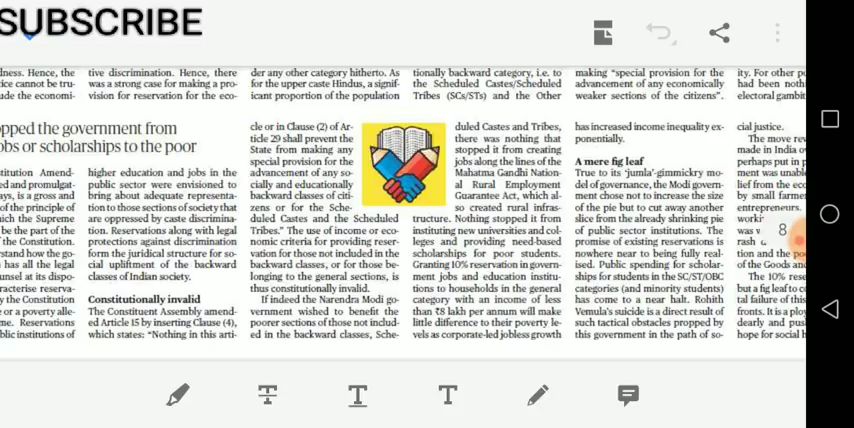 SUBSCRIBE
dness. Hence, the
tice cannot be tru-
ude the economi-
tive discrimination. Hence, there
was a strong case for making a pro-
vision for reservation for the eco-
opped the government from
obs or scholarships to the poor
stitution Amend-
ed and promulgat-
ays, is a gross and
of the principle of
hich the Supreme
be the part of the
the Constitution.
rstand how the go-
has all the legal
unsel at its dispo-
racterise reserva-
y the Constitution
e or a poverty alle-
me. Reservations
blic institutions of
higher education and jobs in the
public sector were envisioned to
bring about adequate representa-
tion to those sections of society that
are oppressed by caste discrimina-
tion. Reservations along with legal
protections against discrimination
form the juridical structure for so-
cial upliftment of the backward
classes of Indian society.
Constitutionally invalid
The Constituent Assembly amend-
ed Article 15 by inserting Clause (4),
which states: “Nothing in this arti-
der any other category hitherto. As
for the upper caste Hindus, a signif-
icant proportion of the population
cle or in Clause (2) of Ar-
ticle 29 shall prevent the
State from making any
special provision for the
advancement of any so-
cially and educationally
backward classes of citi-
zens or for the Sche-
duled Castes and the Scheduled
Tribes.” The use of income or eco-
nomic criteria for providing reser-
vation for those not included in the
backward classes, or for those be-
longing to the general sections, is
thus constitutionally invalid.
If indeed the Narendra Modi go-
vernment wished to benefit the
poorer sections of those not includ-
ed in the backward classes, Sche-
tionally backward category, i.e. to
the Scheduled Castes/Scheduled
Tribes (SCs/STs) and the Other
duled Castes and Tribes,
there was nothing that
stopped it from creating
jobs along the lines of the
Mahatma Gandhi Nation-
al Rural Employment
Guarantee Act, which al-
so created rural infras-
tructure. Nothing stopped it from
instituting new universities and col-
leges and providing need-based
scholarships for poor students.
Granting 10% reservation in govern-
ment jobs and education institu-
tions to households in the general
category with an income of less
than ₹8 lakh per annum will make
little difference to their poverty le-
vels as corporate-led jobless growth
making “special provision for the
advancement of any economically
weaker sections of the citizens”.
has increased income inequality ex-
ponentially.
A mere fig leaf
True to its ‘jumla’-gimmickry mo-
del of governance, the Modi govern-
ment chose not to increase the size
of the pie but to cut away another
slice from the already shrinking pie
of public sector institutions. The
promise of existing reservations is
nowhere near to being fully real-
ised. Public spending for scholar-
ships for students in the SC/ST/OBC
categories (and minority students)
has come to a near halt. Rohith
Vemula’s suicide is a direct result of
such tactical obstacles propped by
this government in the path of so-
ity. For other po
had been nothi
electoral gambit
cial justice.
The move rev
made in India o
perhaps put in p
ment was unabl
lief from the eco
by small farmer
entrepreneurs.
worki
was v
rash
tion and the po
of the Goods and
The 10% rese
but a fig leaf to c
tal failure of this
fronts. It is a ploy
dearly and pus
hope for social h
8